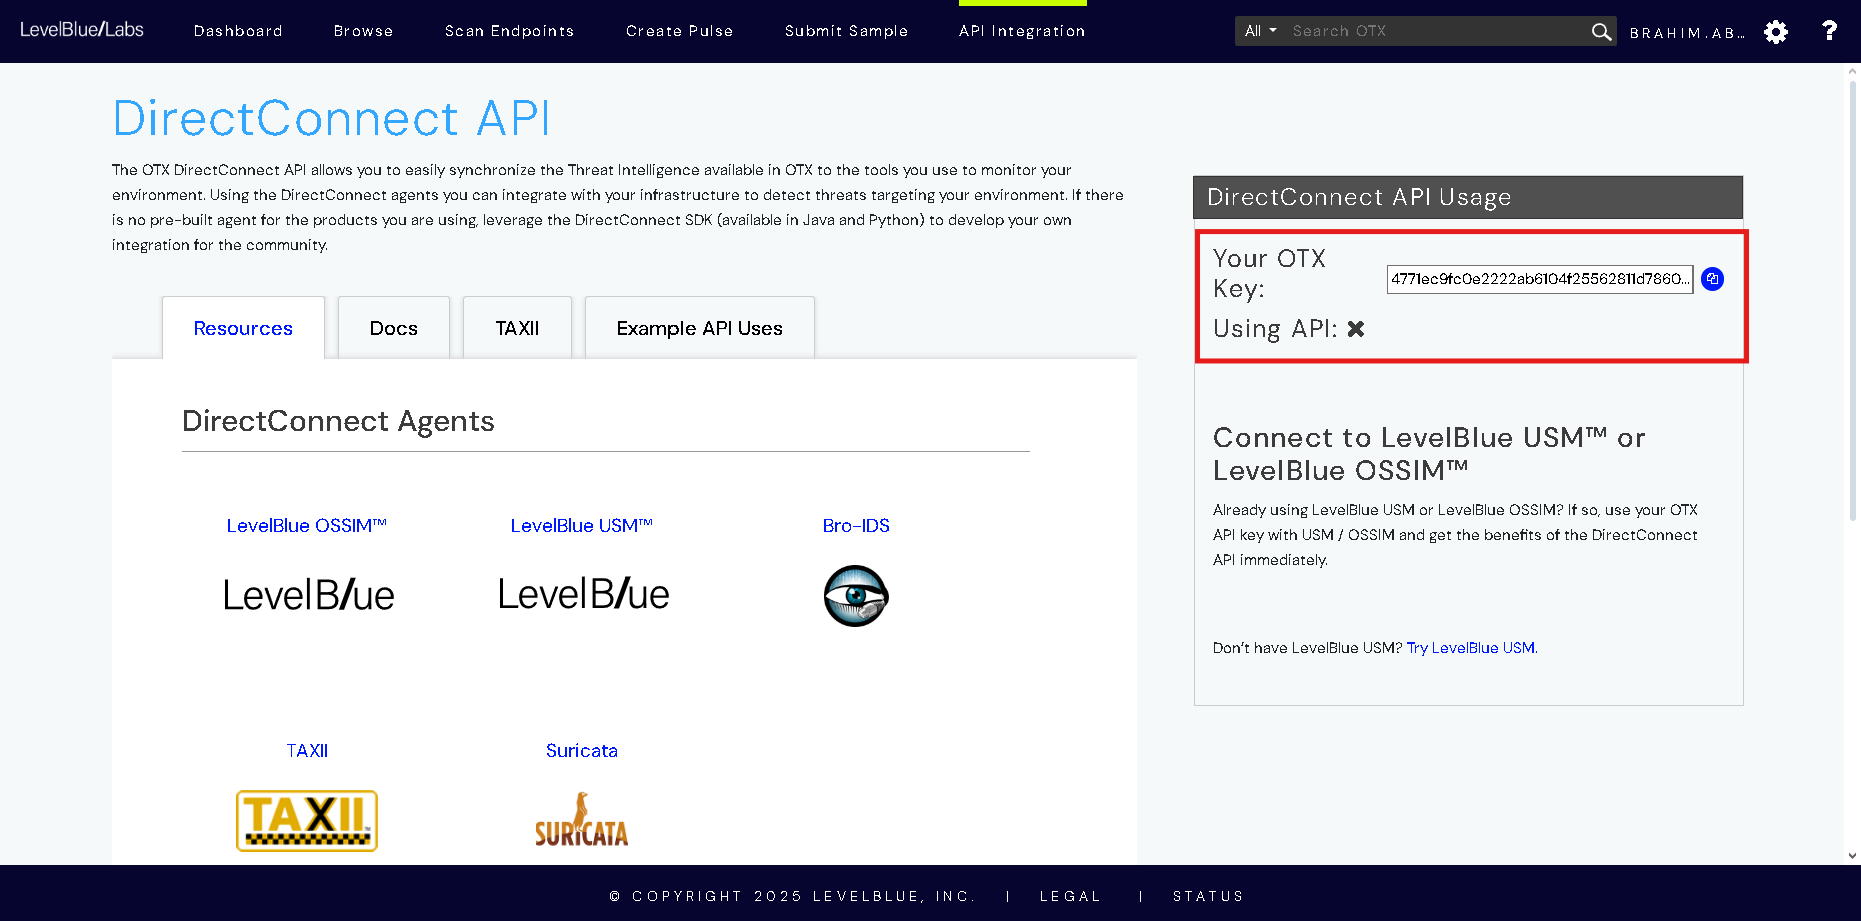 LevelBlue/Labs Dashboard Browse Scan Endpoints Create Pulse Submit Sample API Integration All Search OTX BRAHIM.AB…
DirectConnect API
The OTX DirectConnect API allows you to easily synchronize the Threat Intelligence available in OTX to the tools you use to monitor your
environment. Using the DirectConnect agents you can integrate with your infrastructure to detect threats targeting your environment. If there
is no pre-built agent for the products you are using, leverage the DirectConnect SDK (available in Java and Python) to develop your own
integration for the community.
Resources Docs TAXII Example API Uses
DirectConnect Agents
LevelBlue OSSIM™ LevelBlue USM™ Bro-IDS
LevelBlue LevelBlue
TAXII Suricata
TAXII SURICATA
DirectConnect API Usage
Your OTX
Key:
4771ec9fc0e2222ab6104f25562811d7860...
Using API: ✖
Connect to LevelBlue USM™ or
LevelBlue OSSIM™
Already using LevelBlue USM or LevelBlue OSSIM? If so, use your OTX
API key with USM / OSSIM and get the benefits of the DirectConnect
API immediately.
Don't have LevelBlue USM? Try LevelBlue USM.
© COPYRIGHT 2025 LEVELBLUE, INC. | LEGAL | STATUS